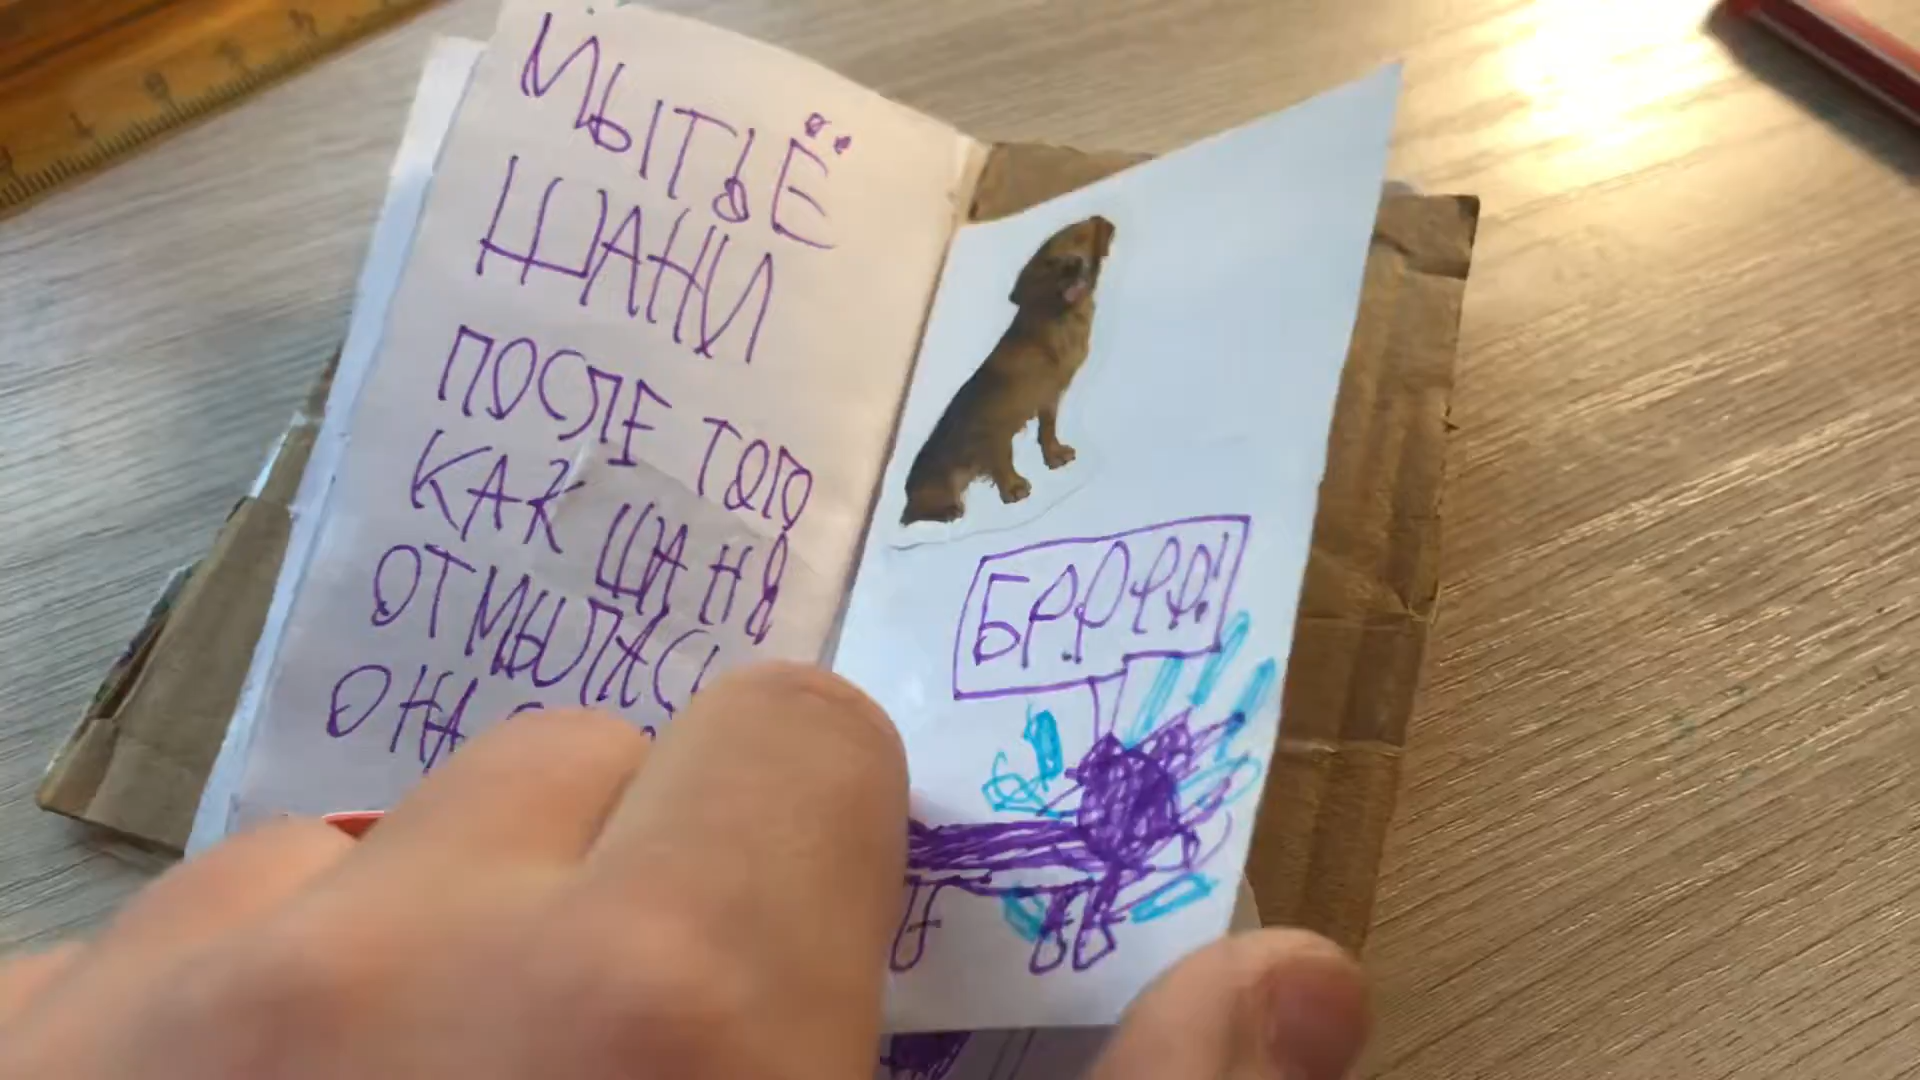 МЫТЬЁ
ШАНИ
ПОСЛЕ ТОГО
КАК ШАНЯ
ОТМЫЛАСЬ
ОНА
БРРРР!